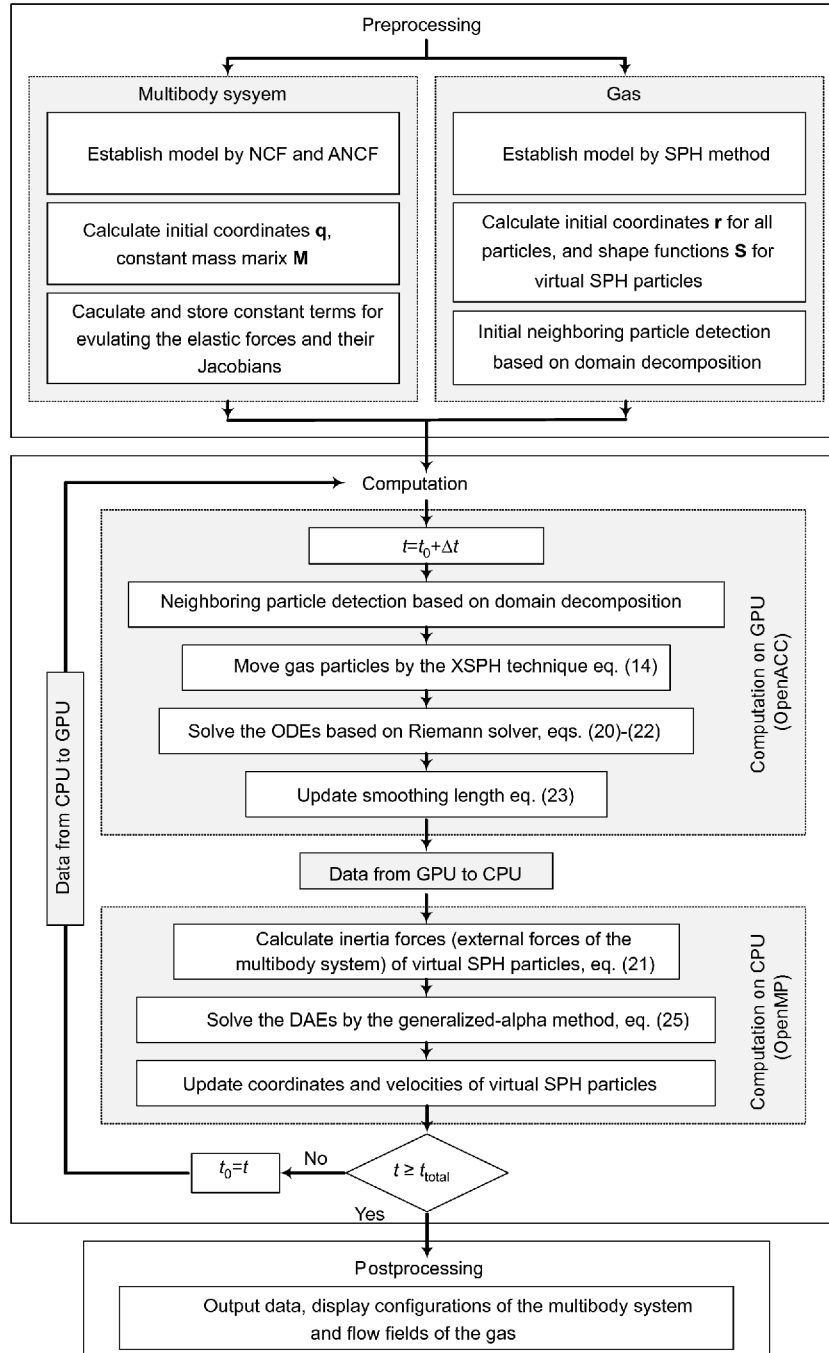 Preprocessing
Multibody sysyem
Establish model by NCF and ANCF
Calculate initial coordinates q,
constant mass marix M
Caculate and store constant terms for
evulating the elastic forces and their
Jacobians
Gas
Establish model by SPH method
Calculate initial coordinates r for all
particles, and shape functions S for
virtual SPH particles
Initial neighboring particle detection
based on domain decomposition
Computation
t=t0+Δt
Neighboring particle detection based on domain decomposition
Move gas particles by the XSPH technique eq. (14)
Solve the ODEs based on Riemann solver, eqs. (20)-(22)
Update smoothing length eq. (23)
Computation on GPU
(OpenACC)
Data from GPU to CPU
Data from CPU to GPU
Calculate inertia forces (external forces of the
multibody system) of virtual SPH particles, eq. (21)
Solve the DAEs by the generalized-alpha method, eq. (25)
Update coordinates and velocities of virtual SPH particles
Computation on CPU
(OpenMP)
t ≥ ttotal
No
t0=t
Yes
Postprocessing
Output data, display configurations of the multibody system
and flow fields of the gas